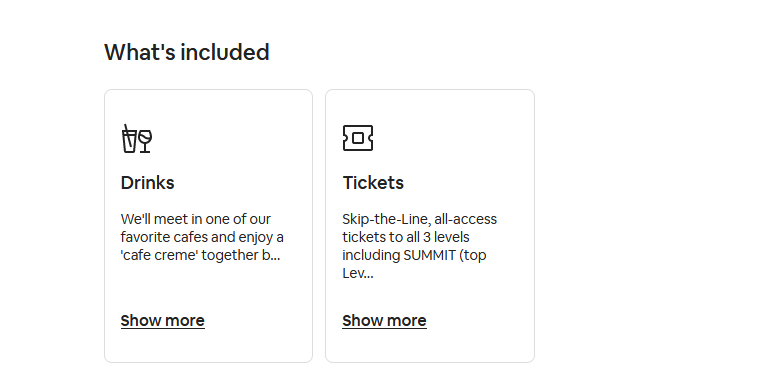 What's included
Drinks
We'll meet in one of our
favorite cafes and enjoy a
'cafe creme' together b...
Show more
Tickets
Skip-the-Line, all-access
tickets to all 3 levels
including SUMMIT (top
Lev...
Show more